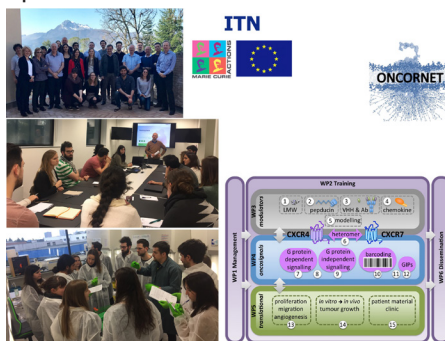 ITN
MARIE CURIE
ACTIONS
ONCORNET
WP2 Training
WP1 Management
WP6 Dissemination
WP3
modulators
1 2 3 4
LMW pepducin VHH & Ab chemokine
5
modelling
CXCR4 heteromer CXCR7
6
WP4
oncosignals
G protein dependent signalling
G protein independent signalling
barcoding
GIPs
7 8 9 10 11 12
WP5
translational
proliferation
migration
angiogenesis
13
in vitro → in vivo
tumour growth
14
patient material
clinic
15